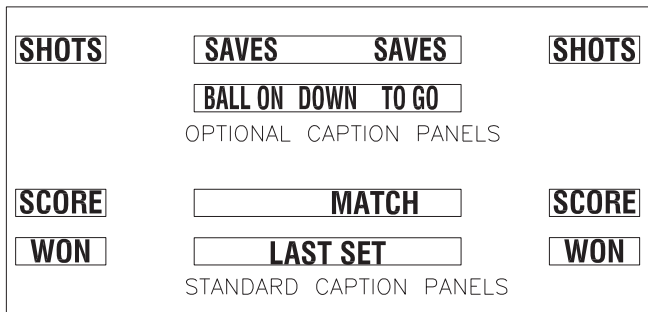 SHOTS SAVES SAVES SHOTS
BALL ON DOWN TO GO
OPTIONAL CAPTION PANELS
SCORE MATCH SCORE
WON LAST SET WON
STANDARD CAPTION PANELS